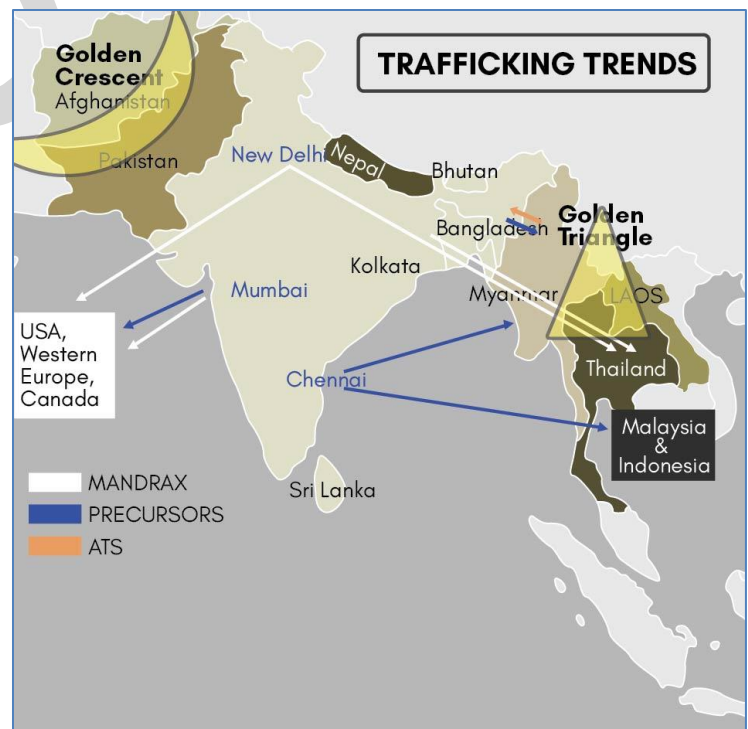 TRAFFICKING TRENDS
Golden
Crescent
Afghanistan
Pakistan
New Delhi
Nepal
Bhutan
Bangladesh
Golden
Triangle
Kolkata
Mumbai
Myanmar
LAOS
USA,
Western
Europe,
Canada
Chennai
Thailand
Malaysia
&
Indonesia
MANDRAX
PRECURSORS
ATS
Sri Lanka